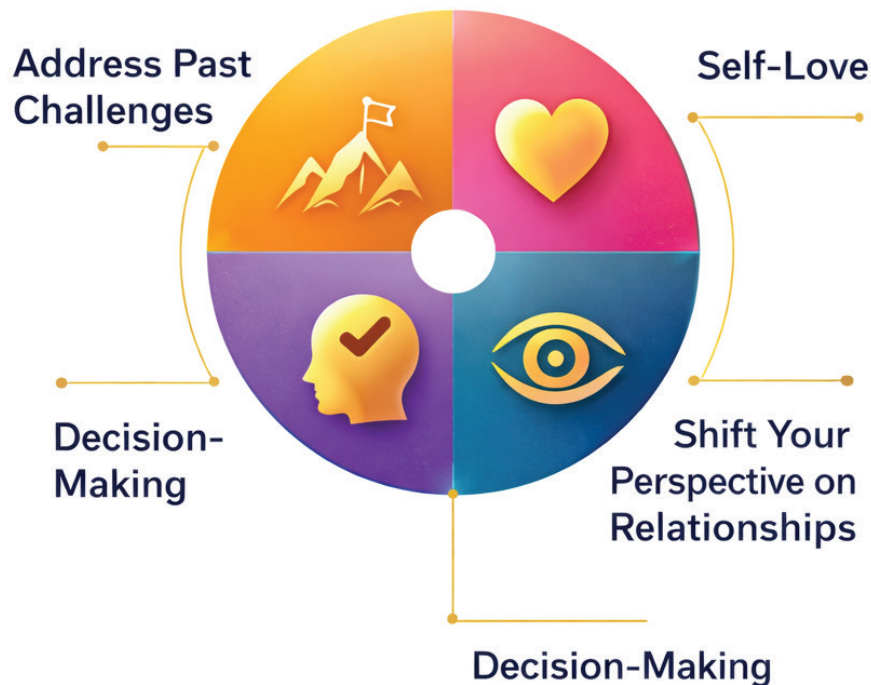 Address Past
Challenges
Self-Love
Decision-
Making
Shift Your
Perspective on
Relationships
Decision-Making